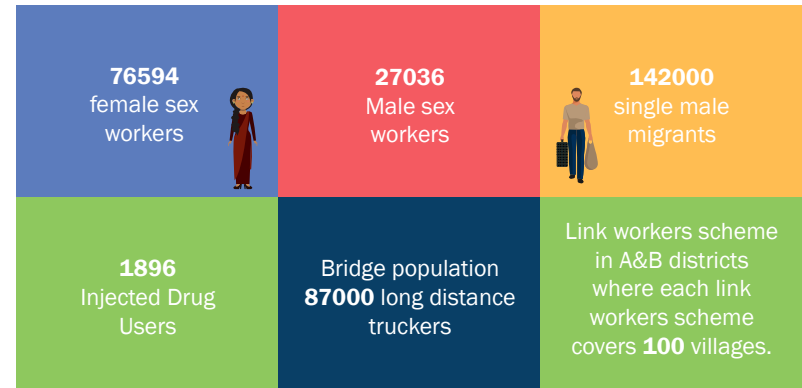 76594
female sex
workers
27036
Male sex
workers
142000
single male
migrants
1896
Injected Drug
Users
Bridge population
87000 long distance
truckers
Link workers scheme
in A&B districts
where each link
workers scheme
covers 100 villages.